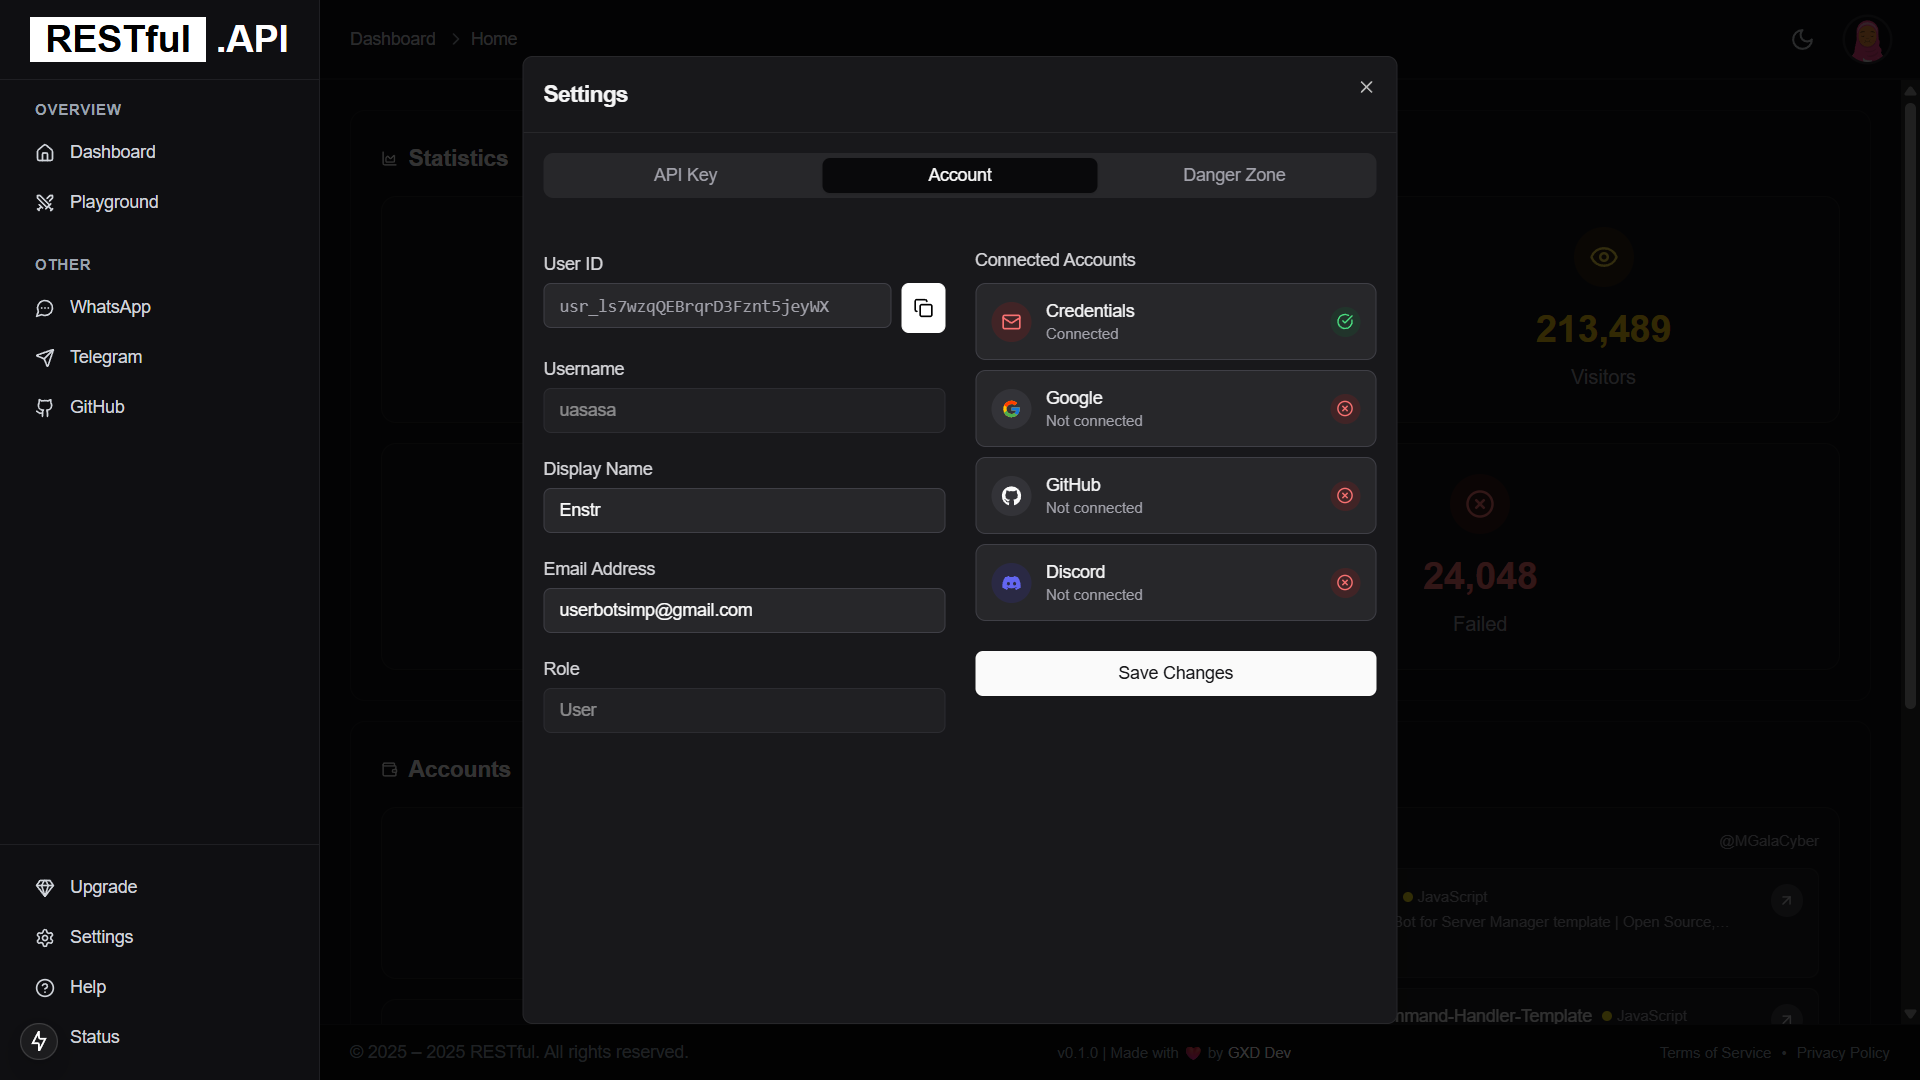 RESTful .API
OVERVIEW
Dashboard
Playground
OTHER
WhatsApp
Telegram
GitHub
Upgrade
Settings
Help
Status
Dashboard > Home
Statistics
213,489
Visitors
24,048
Failed
Accounts
@MGalaCyber
JavaScript
Bot for Server Manager template | Open Source,...
mmand-Handler-Template JavaScript
Settings
API Key
Account
Danger Zone
User ID
usr_ls7wzqQEBrqrD3Fznt5jeyWX
Username
uasasa
Display Name
Enstr
Email Address
userbotsimp@gmail.com
Role
User
Connected Accounts
Credentials
Connected
Google
Not connected
GitHub
Not connected
Discord
Not connected
Save Changes
© 2025 – 2025 RESTful. All rights reserved.
v0.1.0 | Made with ❤ by GXD Dev
Terms of Service • Privacy Policy